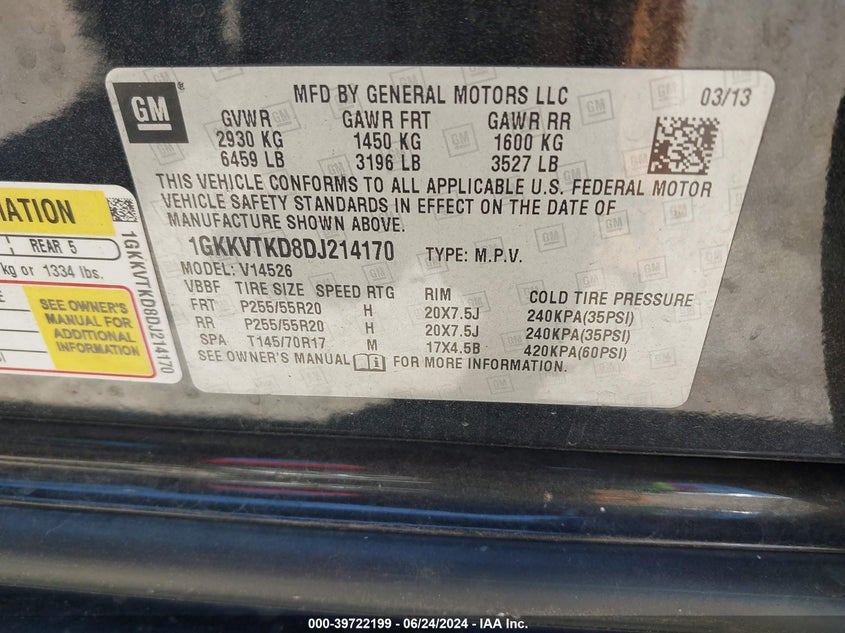 GM
MFD BY GENERAL MOTORS LLC 03/13
GVWR GAWR FRT GAWR RR
2930 KG 1450 KG 1600 KG
6459 LB 3196 LB 3527 LB
THIS VEHICLE CONFORMS TO ALL APPLICABLE U.S. FEDERAL MOTOR
VEHICLE SAFETY STANDARDS IN EFFECT ON THE DATE OF
MANUFACTURE SHOWN ABOVE.
1GKKVTKD8DJ214170 TYPE: M.P.V.
MODEL: V14526
VBBF TIRE SIZE SPEED RTG RIM COLD TIRE PRESSURE
FRT P255/55R20 H 20X7.5J 240KPA(35PSI)
RR P255/55R20 H 20X7.5J 240KPA(35PSI)
SPA T145/70R17 M 17X4.5B 420KPA(60PSI)
SEE OWNER'S MANUAL FOR MORE INFORMATION.
REAR 5
kg or 1334 lbs.
SEE OWNER'S
MANUAL FOR
ADDITIONAL
INFORMATION
1GKKVTKD8DJ214170
000-39722199 - 06/24/2024 - IAA Inc.